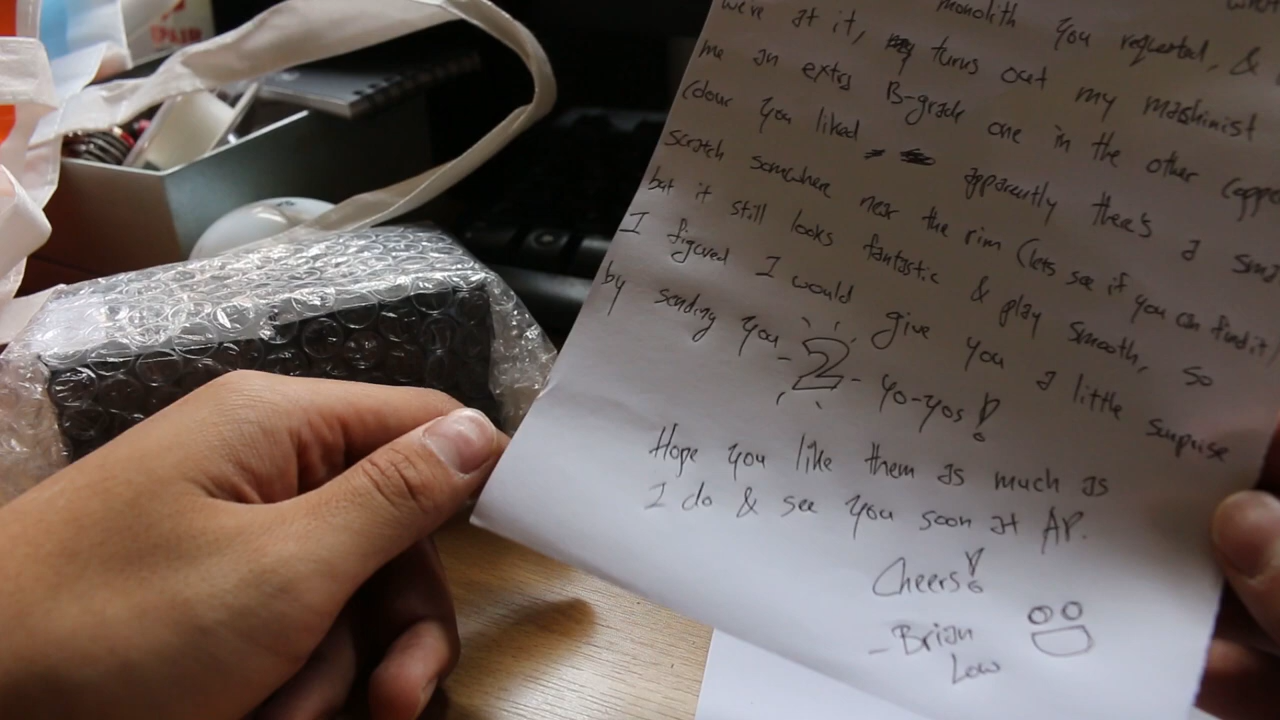 PAIR
monolith you requested, &
we're at it, turns out my machinist
me an extra B-grade one in the other (copper
colour you liked, apparently there's a small
scratch somewhere near the rim (lets see if you can find it)
but it still looks fantastic & play smooth, so
I figured I would give you a little surprise
by sending you -2- yo-yos!
Hope you like them as much as
I do & see you soon at AP.
Cheers!
- Brian
Low